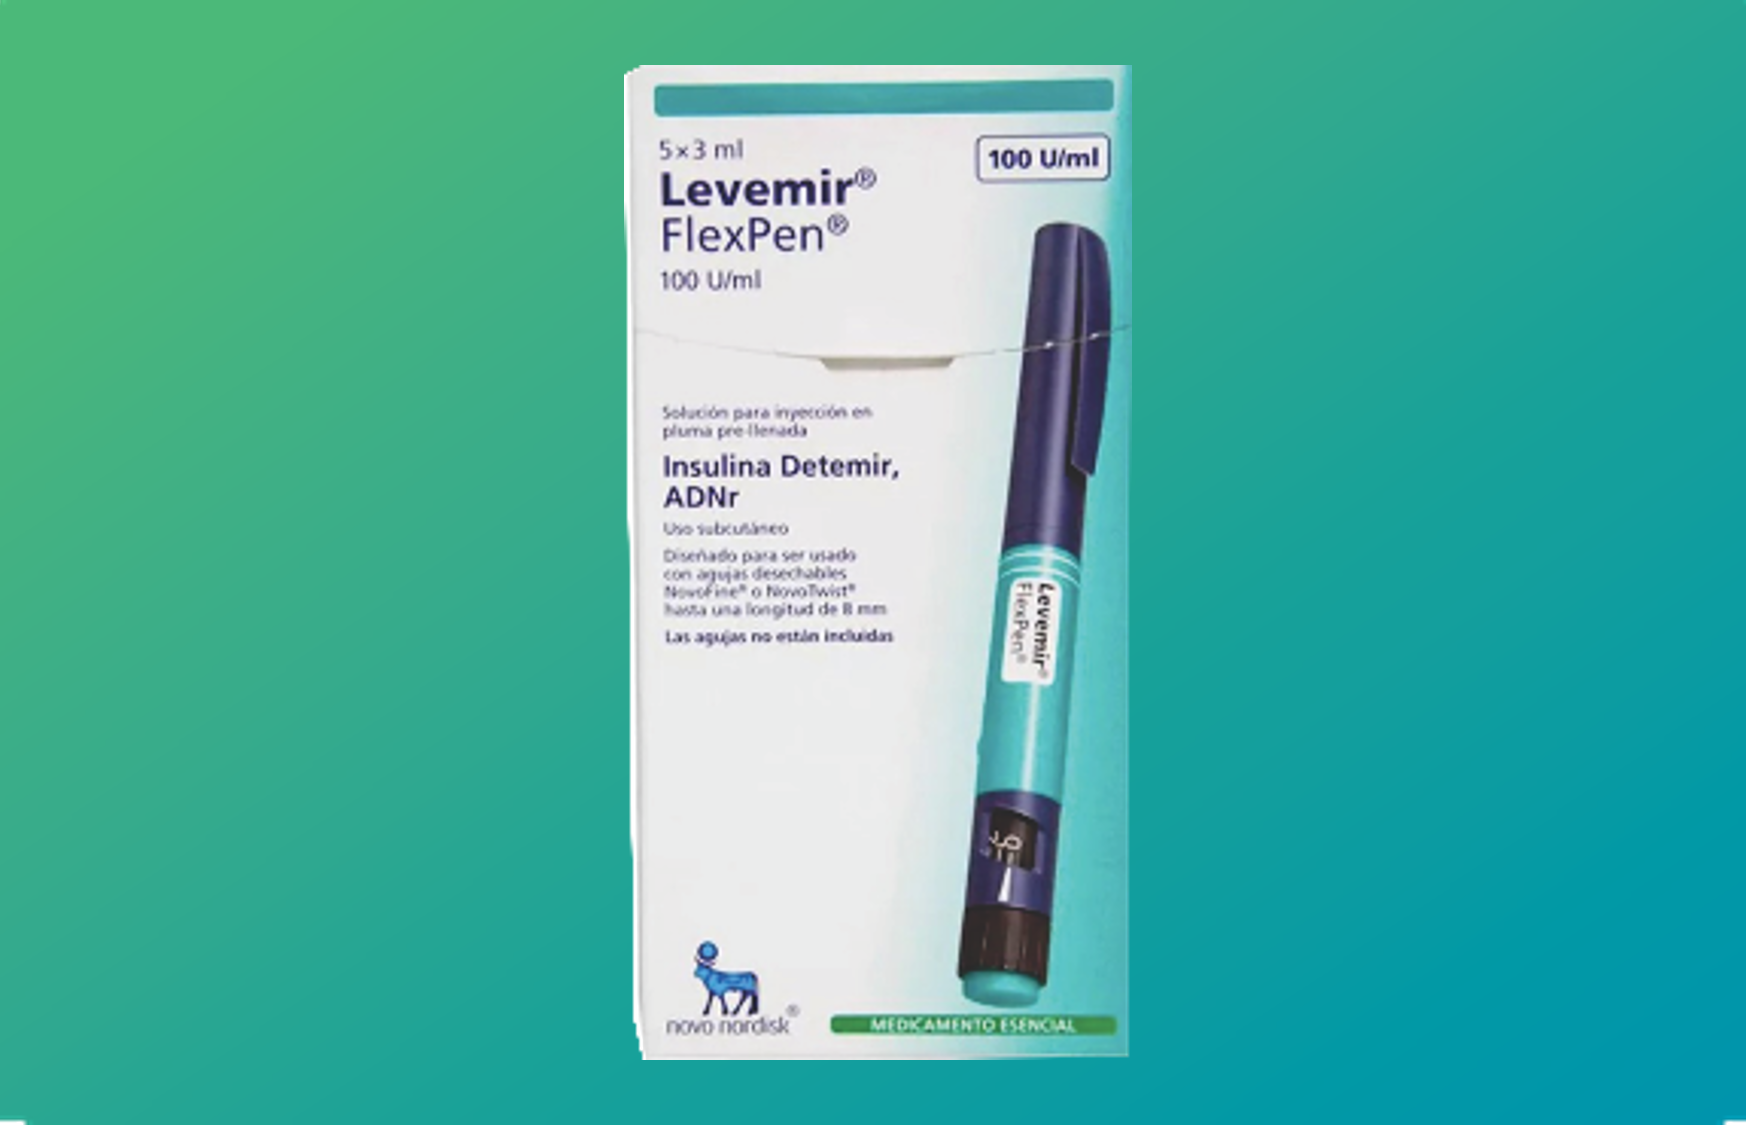 5×3 ml
Levemir®
FlexPen®
100 U/ml
100 U/ml
Solución para inyección en
pluma pre-llenada
Insulina Detemir,
ADNr
Uso subcutáneo
Diseñado para ser usado
con agujas desechables
NovoFine® o NovoTwist®
hasta una longitud de 8 mm
Las agujas no están incluidas
Levemir®
FlexPen®
novo nordisk®
MEDICAMENTO ESENCIAL